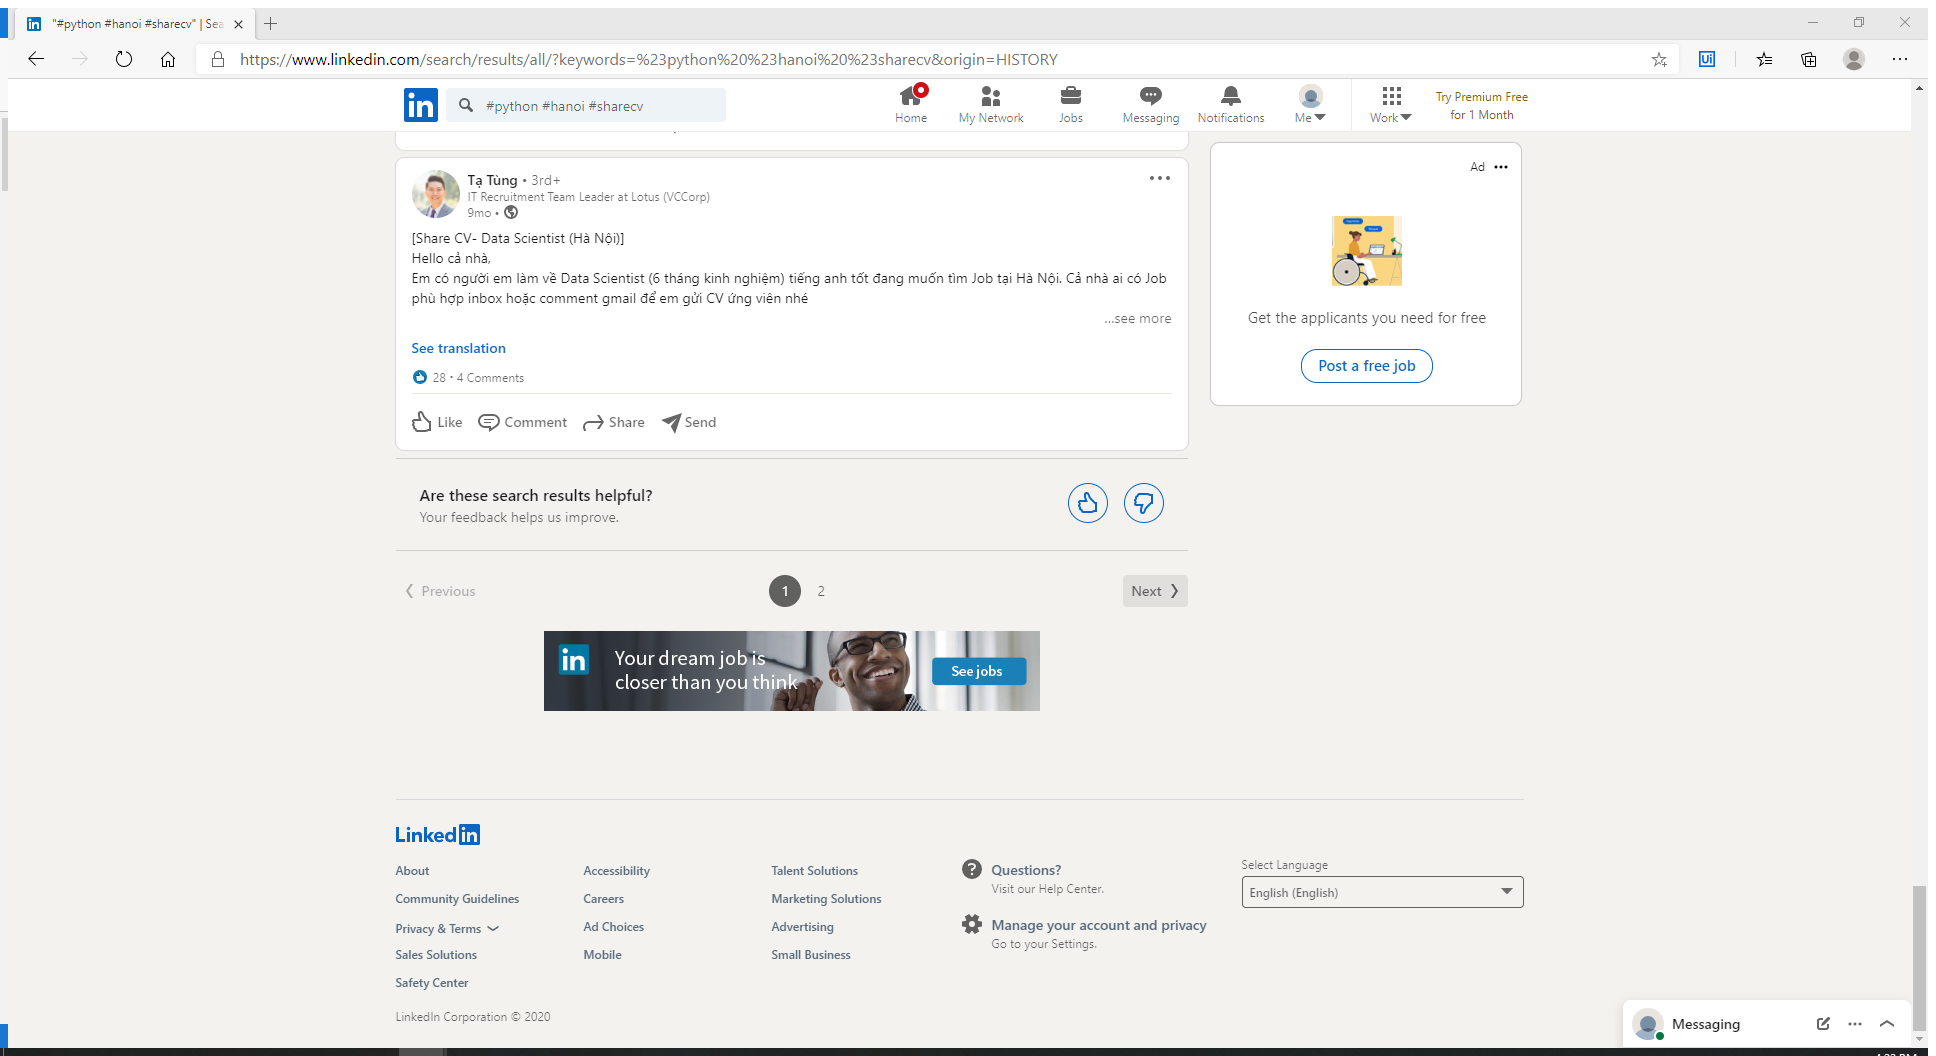 "#python #hanoi #sharecv" | Sea
https://www.linkedin.com/search/results/all/?keywords=%23python%20%23hanoi%20%23sharecv&origin=HISTORY
Ui
in
#python #hanoi #sharecv
Home
My Network
Jobs
Messaging
Notifications
Me
Work
Try Premium Free
for 1 Month
Tạ Tùng • 3rd+
IT Recruitment Team Leader at Lotus (VCCorp)
9mo •
[Share CV- Data Scientist (Hà Nội)]
Hello cả nhà,
Em có người em làm về Data Scientist (6 tháng kinh nghiệm) tiếng anh tốt đang muốn tìm Job tại Hà Nội. Cả nhà ai có Job
phù hợp inbox hoặc comment gmail để em gửi CV ứng viên nhé
...see more
See translation
28 • 4 Comments
Like
Comment
Share
Send
Ad
Get the applicants you need for free
Post a free job
Are these search results helpful?
Your feedback helps us improve.
Previous
1
2
Next
in
Your dream job is
closer than you think
See jobs
Linkedin
About
Community Guidelines
Privacy & Terms
Sales Solutions
Safety Center
Accessibility
Careers
Ad Choices
Mobile
Talent Solutions
Marketing Solutions
Advertising
Small Business
Questions?
Visit our Help Center.
Manage your account and privacy
Go to your Settings.
Select Language
English (English)
LinkedIn Corporation © 2020
Messaging